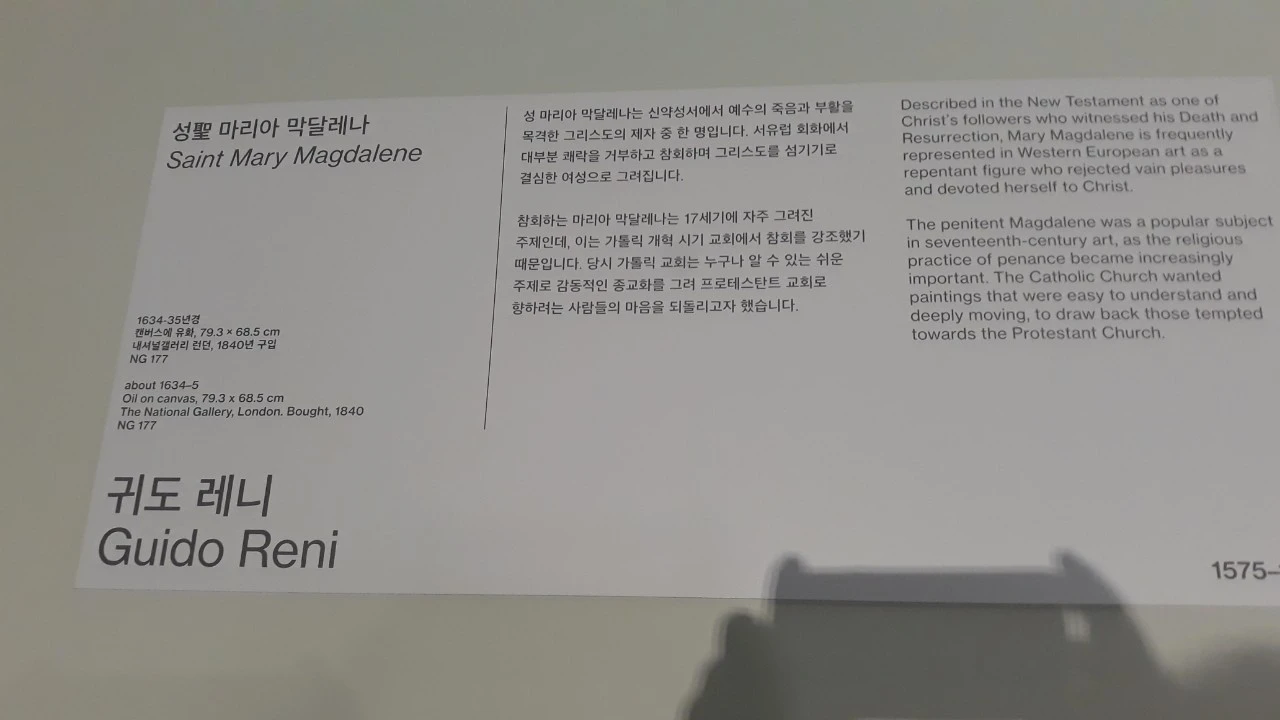 성聖 마리아 막달레나
Saint Mary Magdalene
1634-35년경
캔버스에 유화, 79.3 × 68.5 cm
내셔널갤러리 런던, 1840년 구입
NG 177
about 1634–5
Oil on canvas, 79.3 x 68.5 cm
The National Gallery, London. Bought, 1840
NG 177
귀도 레니
Guido Reni
성 마리아 막달레나는 신약성서에서 예수의 죽음과 부활을
목격한 그리스도의 제자 중 한 명입니다. 서유럽 회화에서
대부분 쾌락을 거부하고 참회하며 그리스도를 섬기기로
결심한 여성으로 그려집니다.
참회하는 마리아 막달레나는 17세기에 자주 그려진
주제인데, 이는 가톨릭 개혁 시기 교회에서 참회를 강조했기
때문입니다. 당시 가톨릭 교회는 누구나 알 수 있는 쉬운
주제로 감동적인 종교화를 그려 프로테스탄트 교회로
향하려는 사람들의 마음을 되돌리고자 했습니다.
Described in the New Testament as one of
Christ's followers who witnessed his Death and
Resurrection, Mary Magdalene is frequently
represented in Western European art as a
repentant figure who rejected vain pleasures
and devoted herself to Christ.
The penitent Magdalene was a popular subject
in seventeenth-century art, as the religious
practice of penance became increasingly
important. The Catholic Church wanted
paintings that were easy to understand and
deeply moving, to draw back those tempted
towards the Protestant Church.
1575–